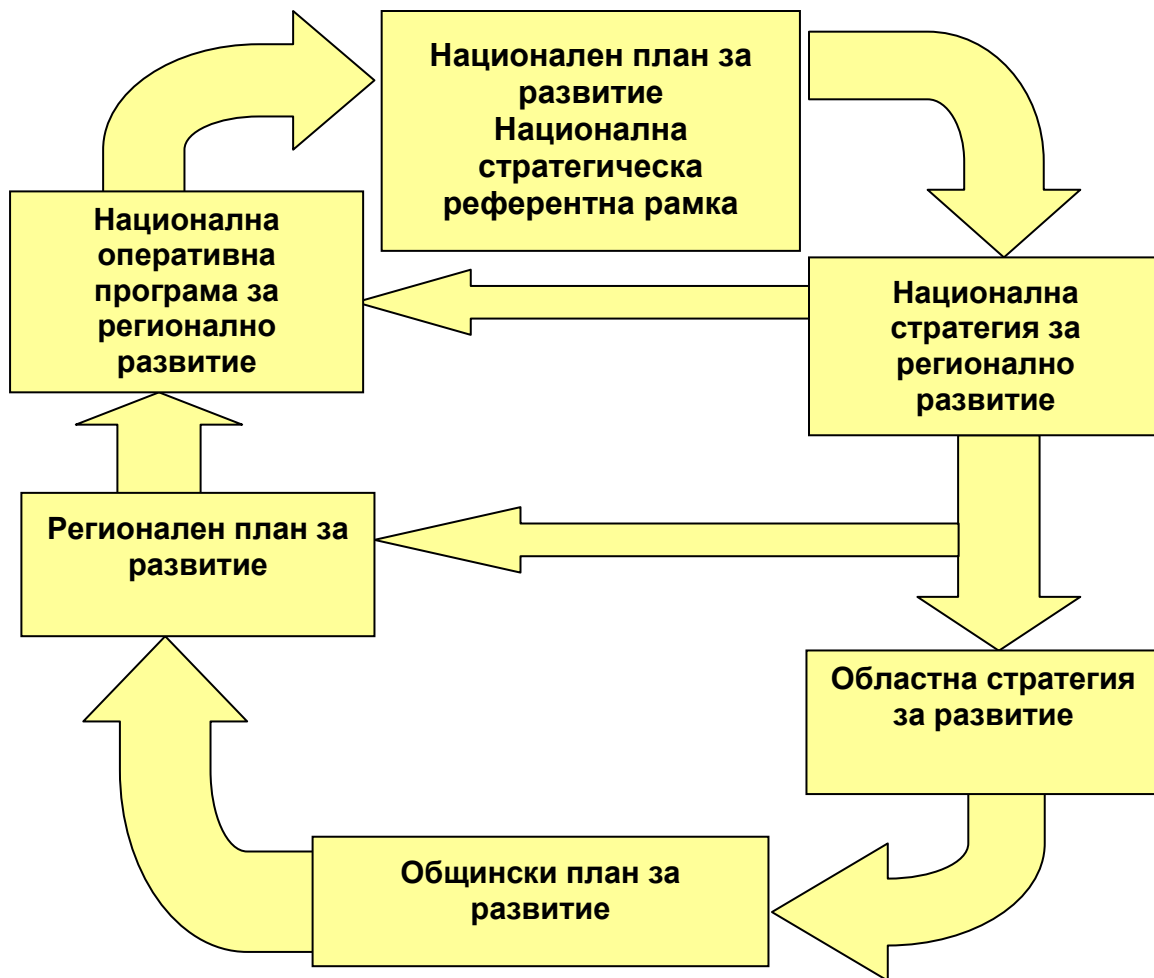 Национален план за
развитие
Национална
стратегическа
референтна рамка
Национална
оперативна
програма за
регионално
развитие
Национална
стратегия за
регионално
развитие
Регионален план за
развитие
Областна стратегия
за развитие
Общински план за
развитие